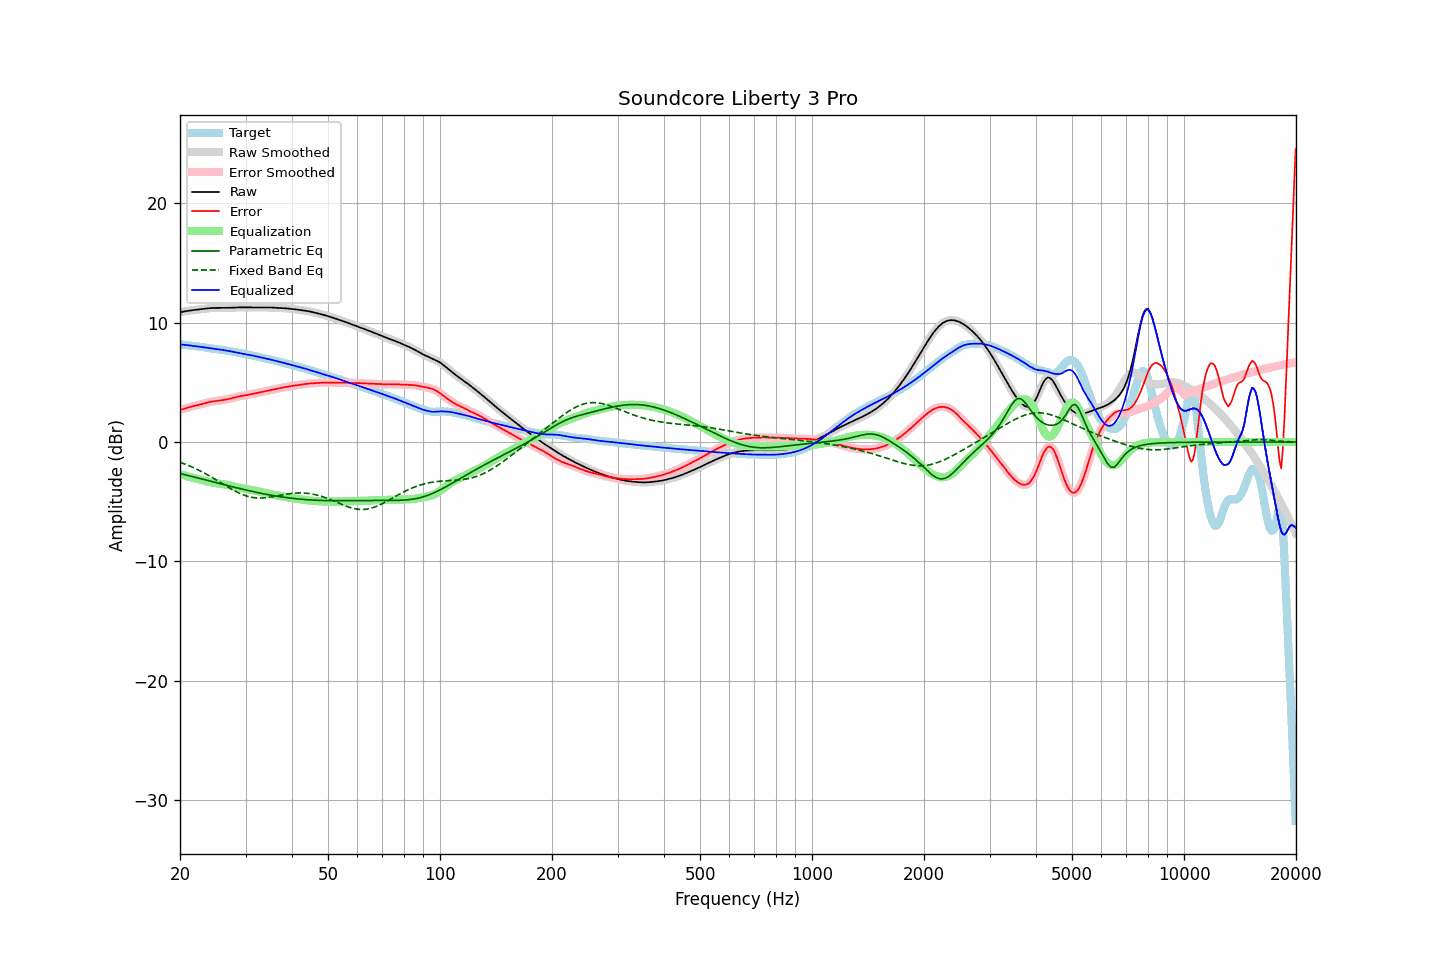 Soundcore Liberty 3 Pro
Target
Raw Smoothed
Error Smoothed
Raw
Error
Equalization
Parametric Eq
Fixed Band Eq
Equalized
Amplitude (dBr)
20
10
0
−10
−20
−30
20
50
100
200
500
1000
2000
5000
10000
20000
Frequency (Hz)